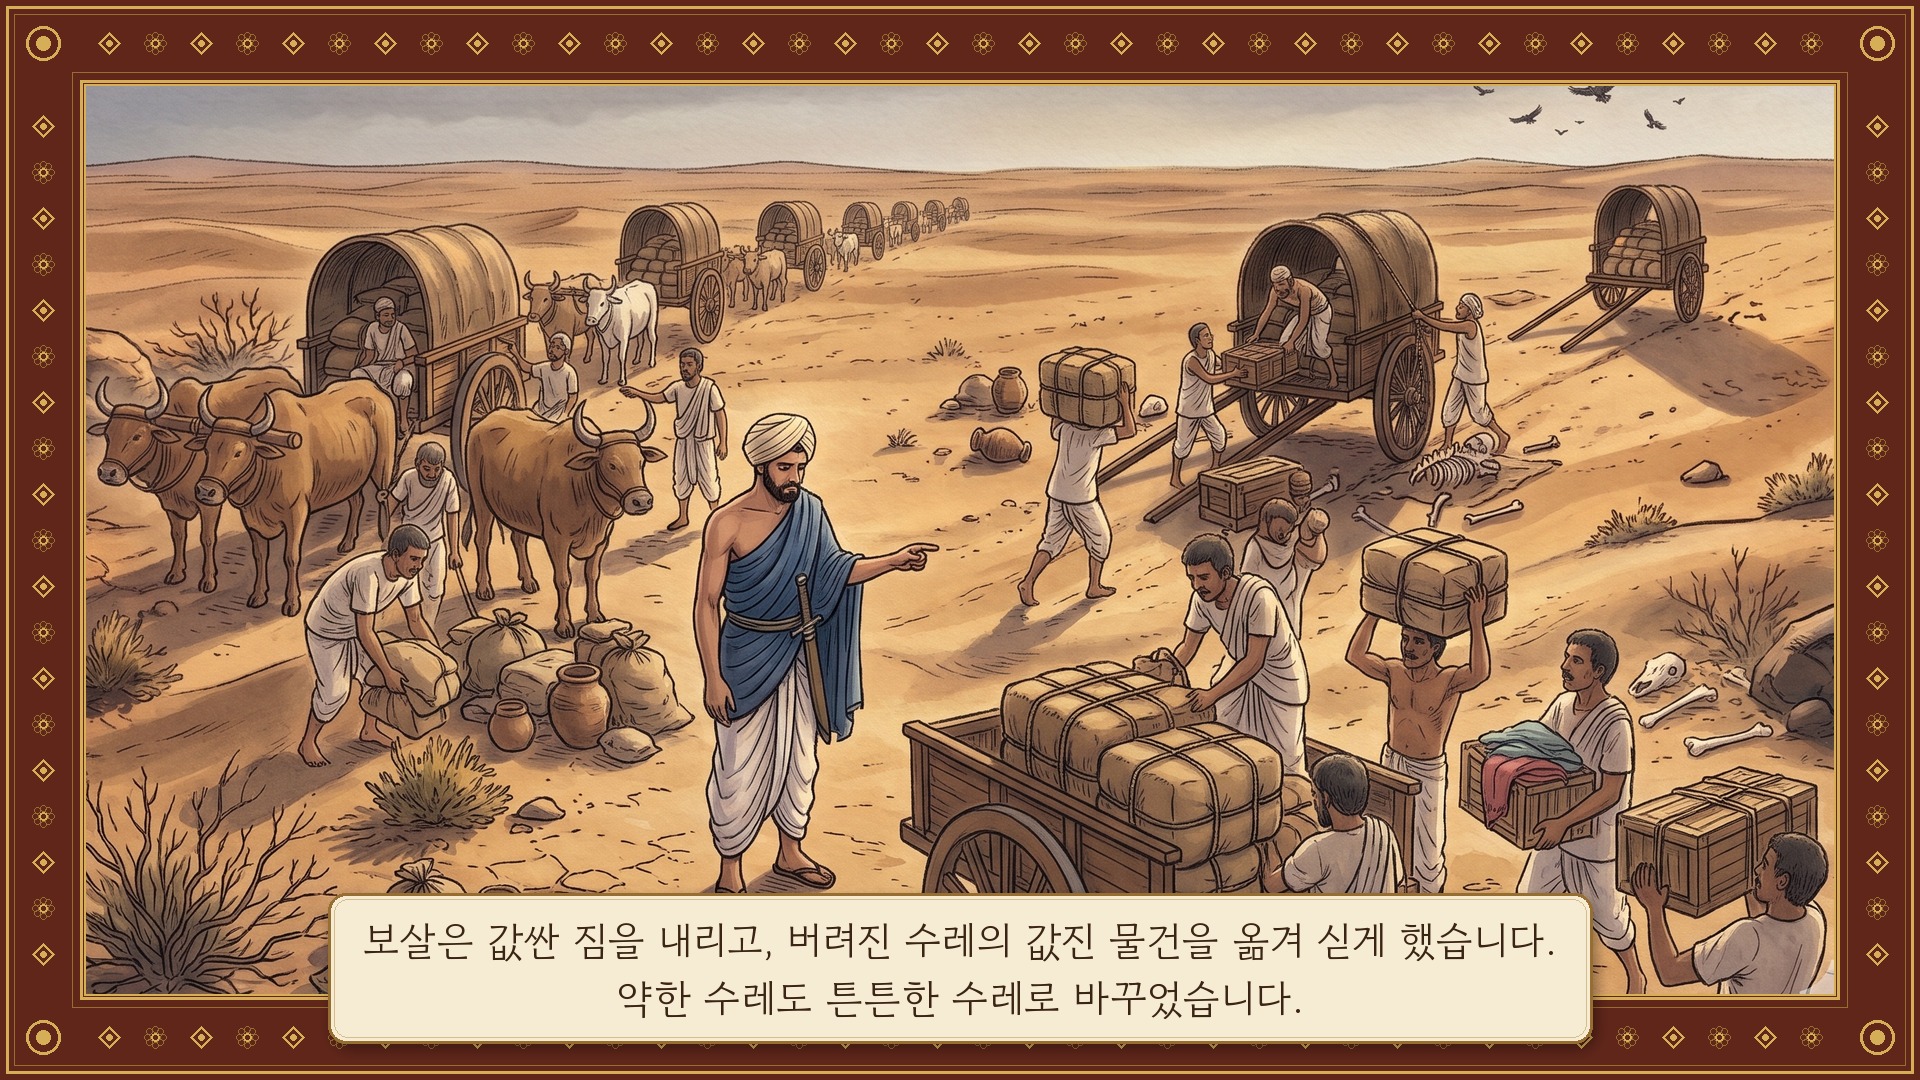 보살은 값싼 짐을 내리고, 버려진 수레의 값진 물건을 옮겨 싣게 했습니다.
약한 수레도 튼튼한 수레로 바꾸었습니다.